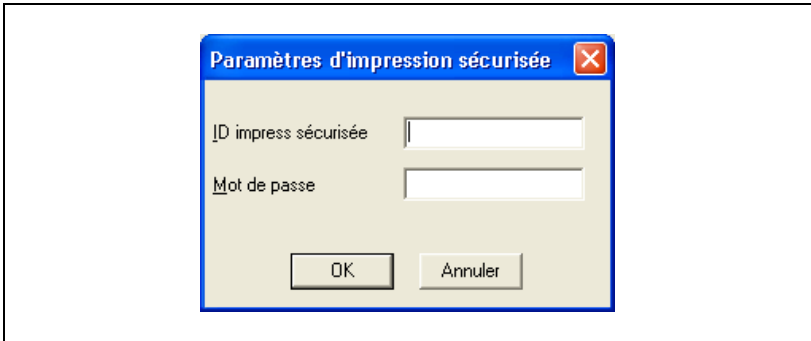 Paramètres d'impression sécurisée
ID impress sécurisée
Mot de passe
OK Annuler